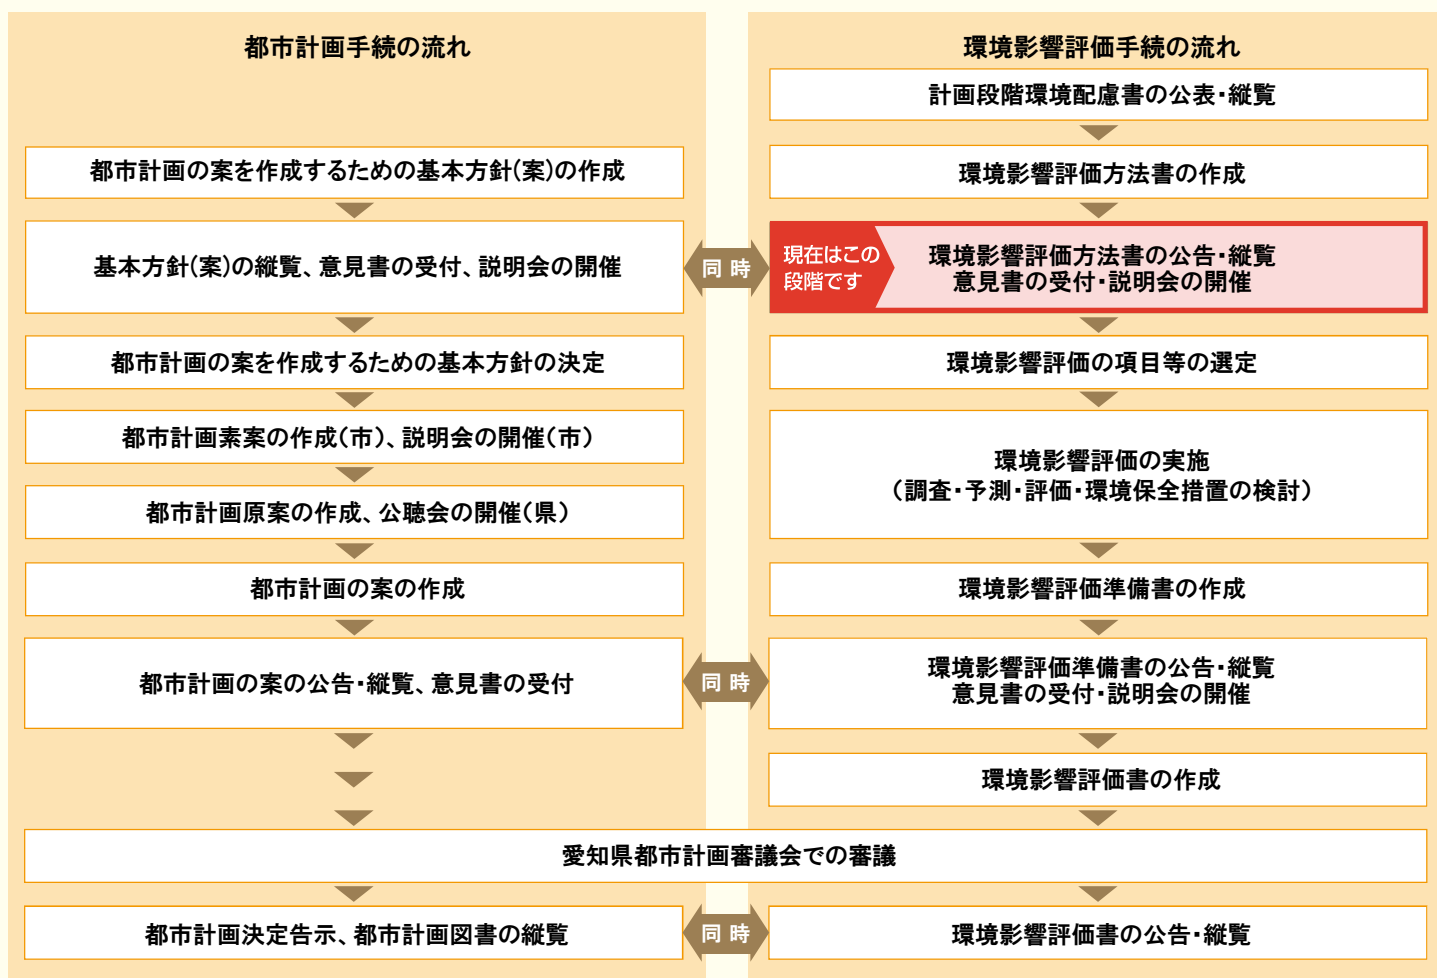 都市計画手続の流れ
都市計画の案を作成するための基本方針(案)の作成
基本方針(案)の縦覧、意見書の受付、説明会の開催
都市計画の案を作成するための基本方針の決定
都市計画素案の作成(市)、説明会の開催(市)
都市計画原案の作成、公聴会の開催(県)
都市計画の案の作成
都市計画の案の公告・縦覧、意見書の受付
環境影響評価手続の流れ
計画段階環境配慮書の公表・縦覧
環境影響評価方法書の作成
同時
現在はこの
段階です
環境影響評価方法書の公告・縦覧
意見書の受付・説明会の開催
環境影響評価の項目等の選定
環境影響評価の実施
(調査・予測・評価・環境保全措置の検討)
環境影響評価準備書の作成
同時
環境影響評価準備書の公告・縦覧
意見書の受付・説明会の開催
環境影響評価書の作成
愛知県都市計画審議会での審議
都市計画決定告示、都市計画図書の縦覧
同時
環境影響評価書の公告・縦覧